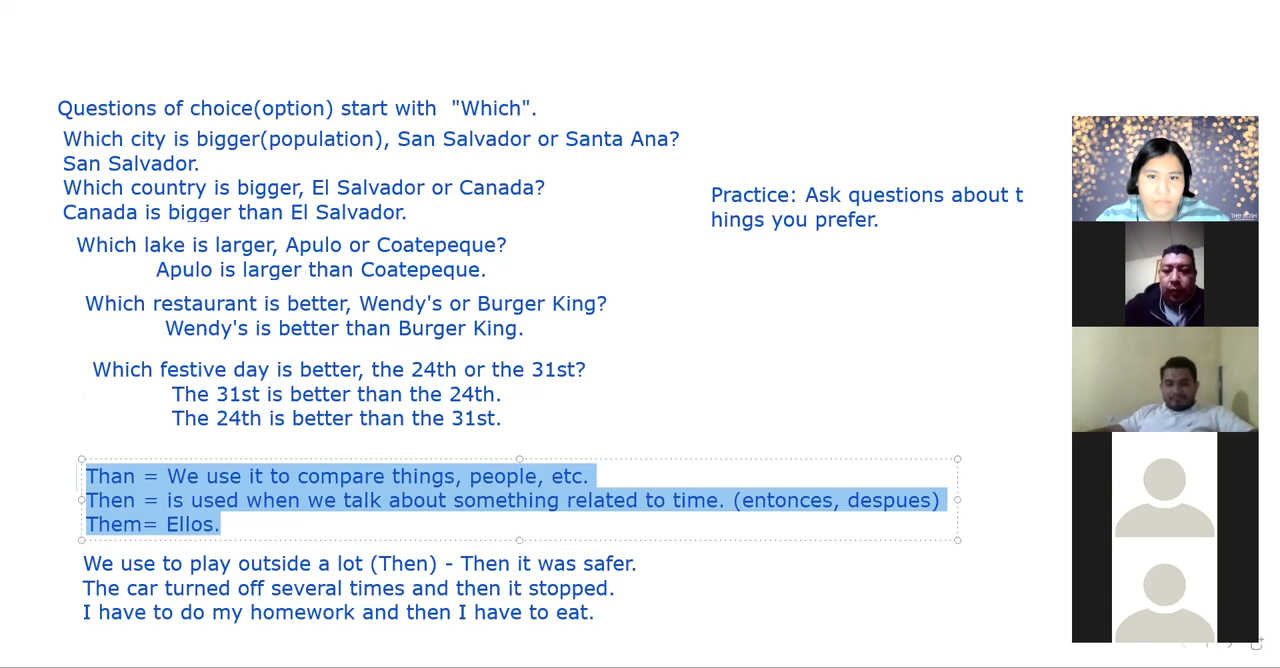 Questions of choice(option) start with "Which".
Which city is bigger(population), San Salvador or Santa Ana?
San Salvador.
Which country is bigger, El Salvador or Canada?
Canada is bigger than El Salvador.
Which lake is larger, Apulo or Coatepeque?
Apulo is larger than Coatepeque.
Which restaurant is better, Wendy's or Burger King?
Wendy's is better than Burger King.
Which festive day is better, the 24th or the 31st?
The 31st is better than the 24th.
The 24th is better than the 31st.
Than = We use it to compare things, people, etc.
Then = is used when we talk about something related to time. (entonces, despues)
Them= Ellos.
We use to play outside a lot (Then) - Then it was safer.
The car turned off several times and then it stopped.
I have to do my homework and then I have to eat.
Practice: Ask questions about t
hings you prefer.